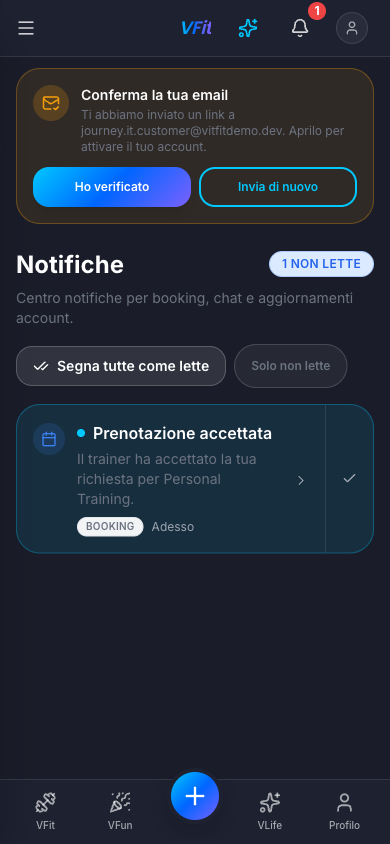 VFit
1
Conferma la tua email
Ti abbiamo inviato un link a
journey.it.customer@vitfitdemo.dev. Aprilo per
attivare il tuo account.
Ho verificato
Invia di nuovo
Notifiche
1 NON LETTE
Centro notifiche per booking, chat e aggiornamenti
account.
Segna tutte come lette
Solo non lette
Prenotazione accettata
Il trainer ha accettato la tua
richiesta per Personal
Training.
BOOKING
Adesso
VFit
VFun
VLife
Profilo